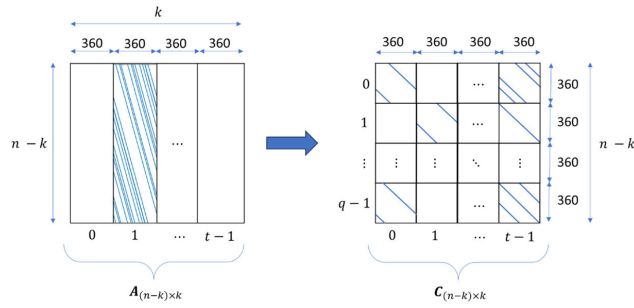 k
360 360 360 360
n − k
...
0 1 ... t − 1
A(n−k)×k
360 360 360 360
0 ... 360
1 ... 360
⋮ ⋮ ⋮ ⋱ ⋮ 360
q − 1 ... 360
n − k
0 1 ... t − 1
C(n−k)×k